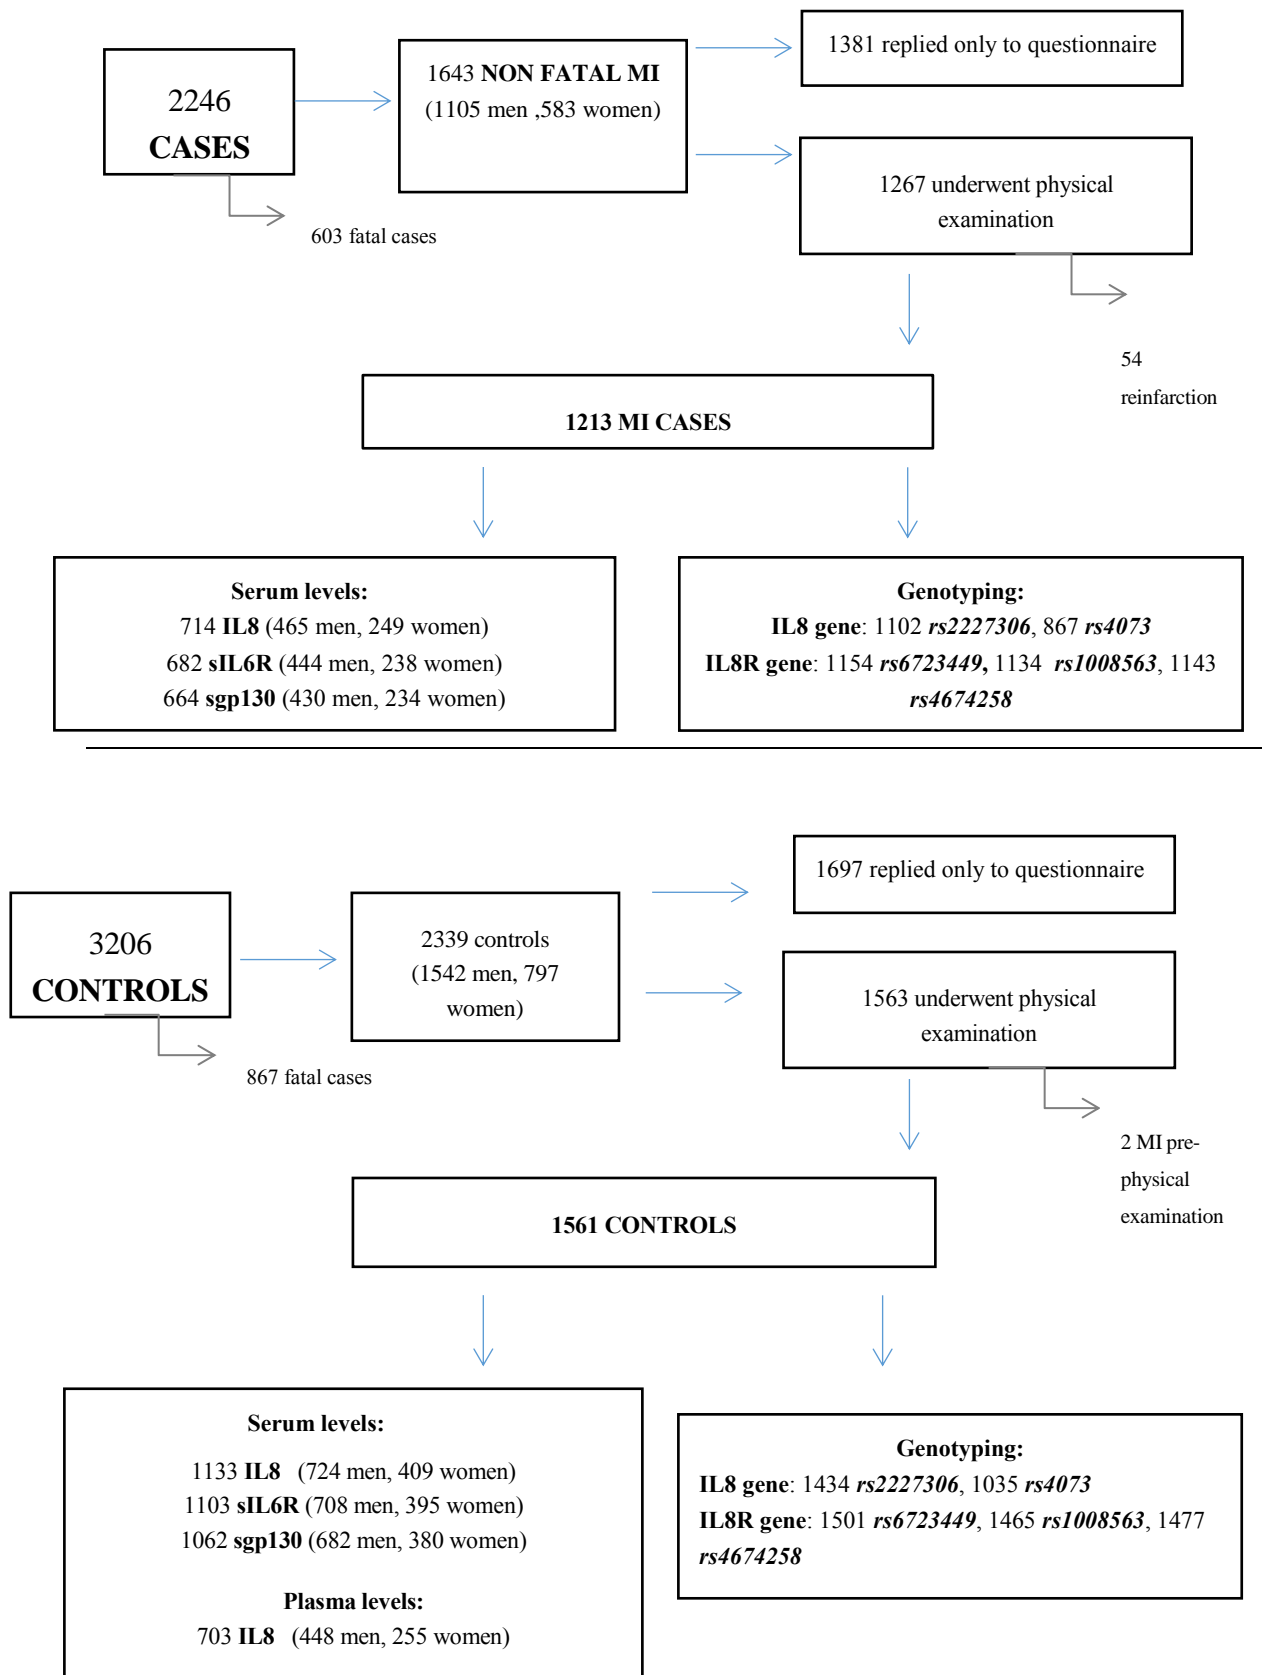 2246
CASES
603 fatal cases
1643 NON FATAL MI
(1105 men ,583 women)
1381 replied only to questionnaire
1267 underwent physical
examination
54
reinfarction
1213 MI CASES
Serum levels:
714 IL8 (465 men, 249 women)
682 sIL6R (444 men, 238 women)
664 sgp130 (430 men, 234 women)
Genotyping:
IL8 gene: 1102 rs2227306, 867 rs4073
IL8R gene: 1154 rs6723449, 1134 rs1008563, 1143
rs4674258
3206
CONTROLS
867 fatal cases
2339 controls
(1542 men, 797
women)
1697 replied only to questionnaire
1563 underwent physical
examination
2 MI pre-
physical
examination
1561 CONTROLS
Serum levels:
1133 IL8 (724 men, 409 women)
1103 sIL6R (708 men, 395 women)
1062 sgp130 (682 men, 380 women)
Plasma levels:
703 IL8 (448 men, 255 women)
Genotyping:
IL8 gene: 1434 rs2227306, 1035 rs4073
IL8R gene: 1501 rs6723449, 1465 rs1008563, 1477
rs4674258